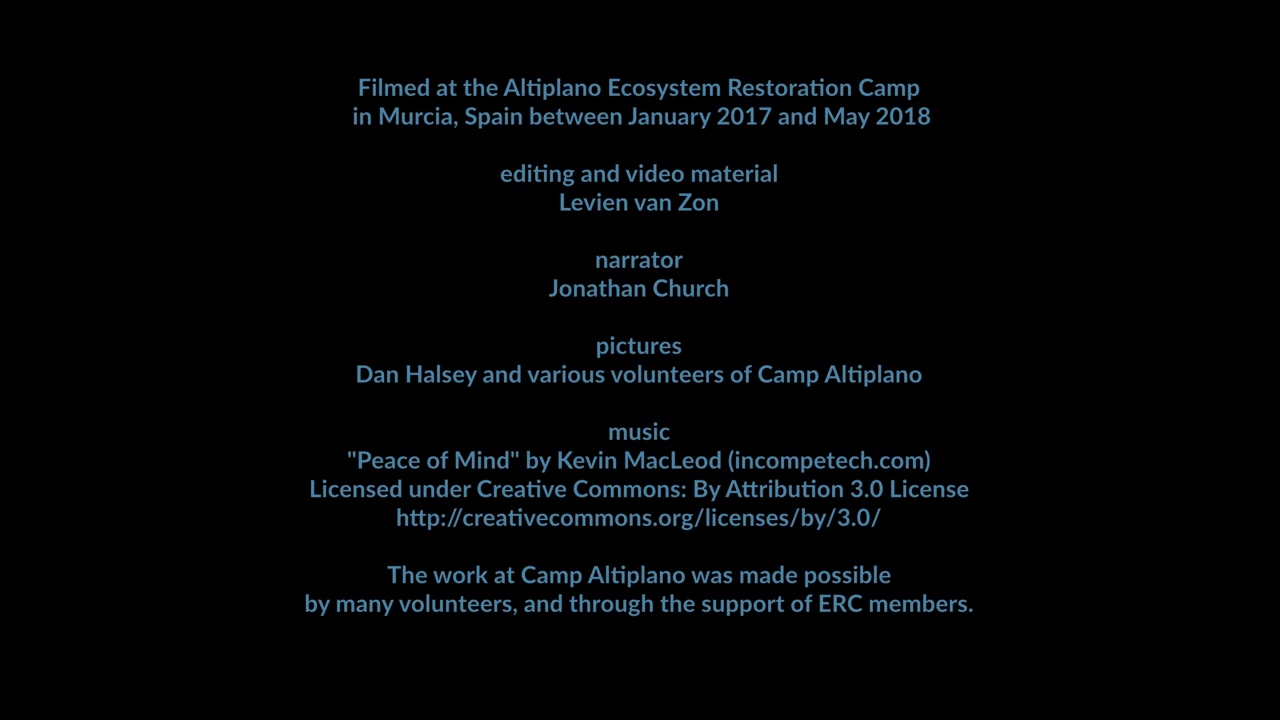 Filmed at the Altiplano Ecosystem Restoration Camp
in Murcia, Spain between January 2017 and May 2018
editing and video material
Levien van Zon
narrator
Jonathan Church
pictures
Dan Halsey and various volunteers of Camp Altiplano
music
"Peace of Mind" by Kevin MacLeod (incompetech.com)
Licensed under Creative Commons: By Attribution 3.0 License
http://creativecommons.org/licenses/by/3.0/
The work at Camp Altiplano was made possible
by many volunteers, and through the support of ERC members.